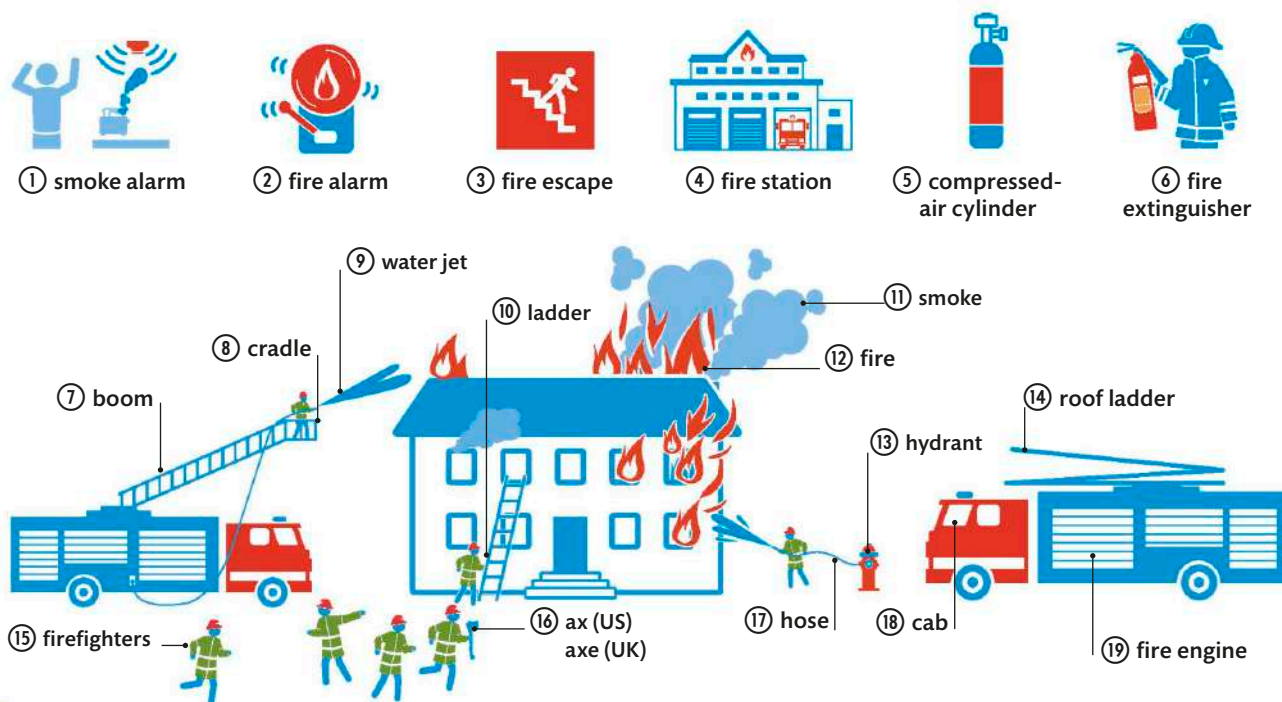 ① smoke alarm
② fire alarm
③ fire escape
④ fire station
⑤ compressed-
air cylinder
⑥ fire
extinguisher
⑦ boom
⑧ cradle
⑨ water jet
⑩ ladder
⑪ smoke
⑫ fire
⑬ hydrant
⑭ roof ladder
⑮ firefighters
⑯ ax (US)
axe (UK)
⑰ hose
⑱ cab
⑲ fire engine